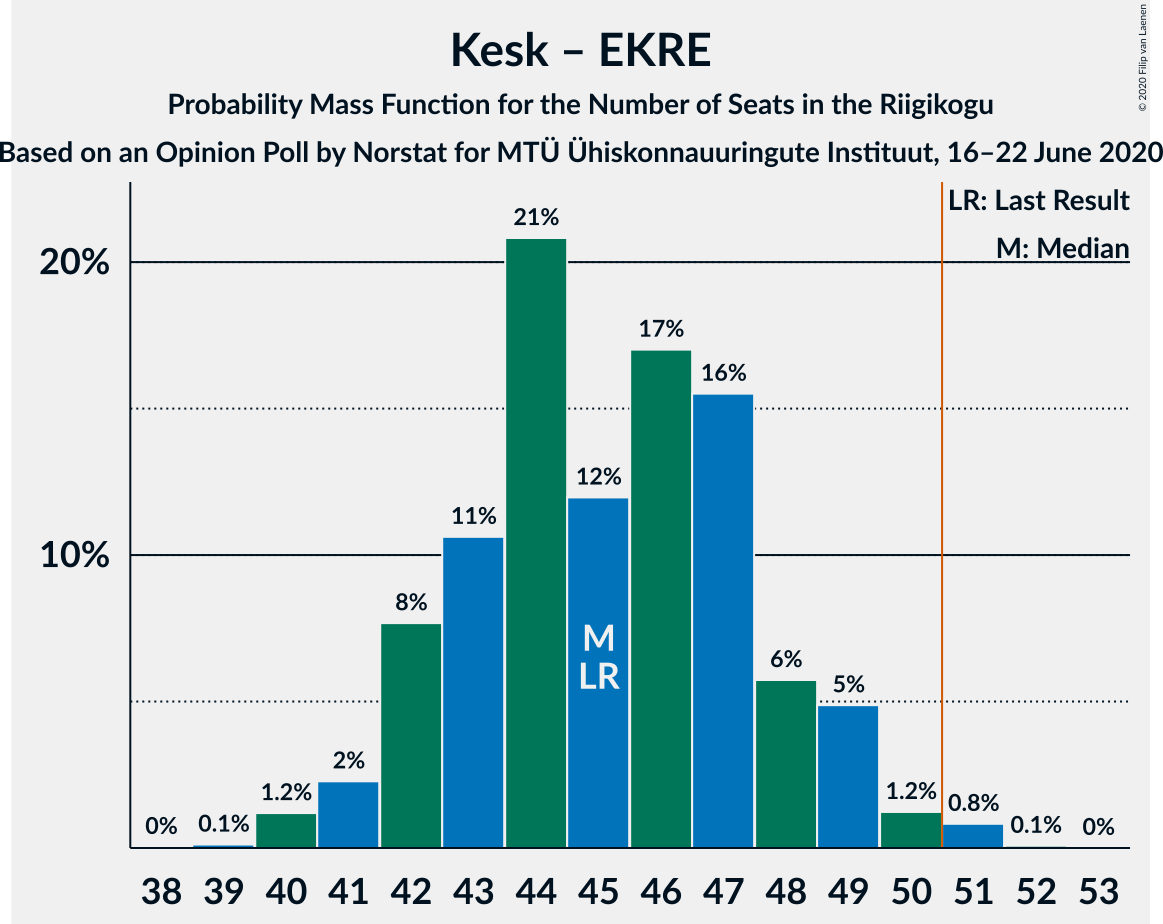 Kesk – EKRE
Probability Mass Function for the Number of Seats in the Riigikogu
Based on an Opinion Poll by Norstat for MTÜ Ühiskonnauuringute Instituut, 16–22 June 2020
© 2020 Filip van Laenen
LR: Last Result
M: Median
20%
10%
0%
0.1%
1.2%
2%
8%
11%
21%
12%
17%
16%
6%
5%
1.2%
0.8%
0.1%
0%
M
LR
38 39 40 41 42 43 44 45 46 47 48 49 50 51 52 53